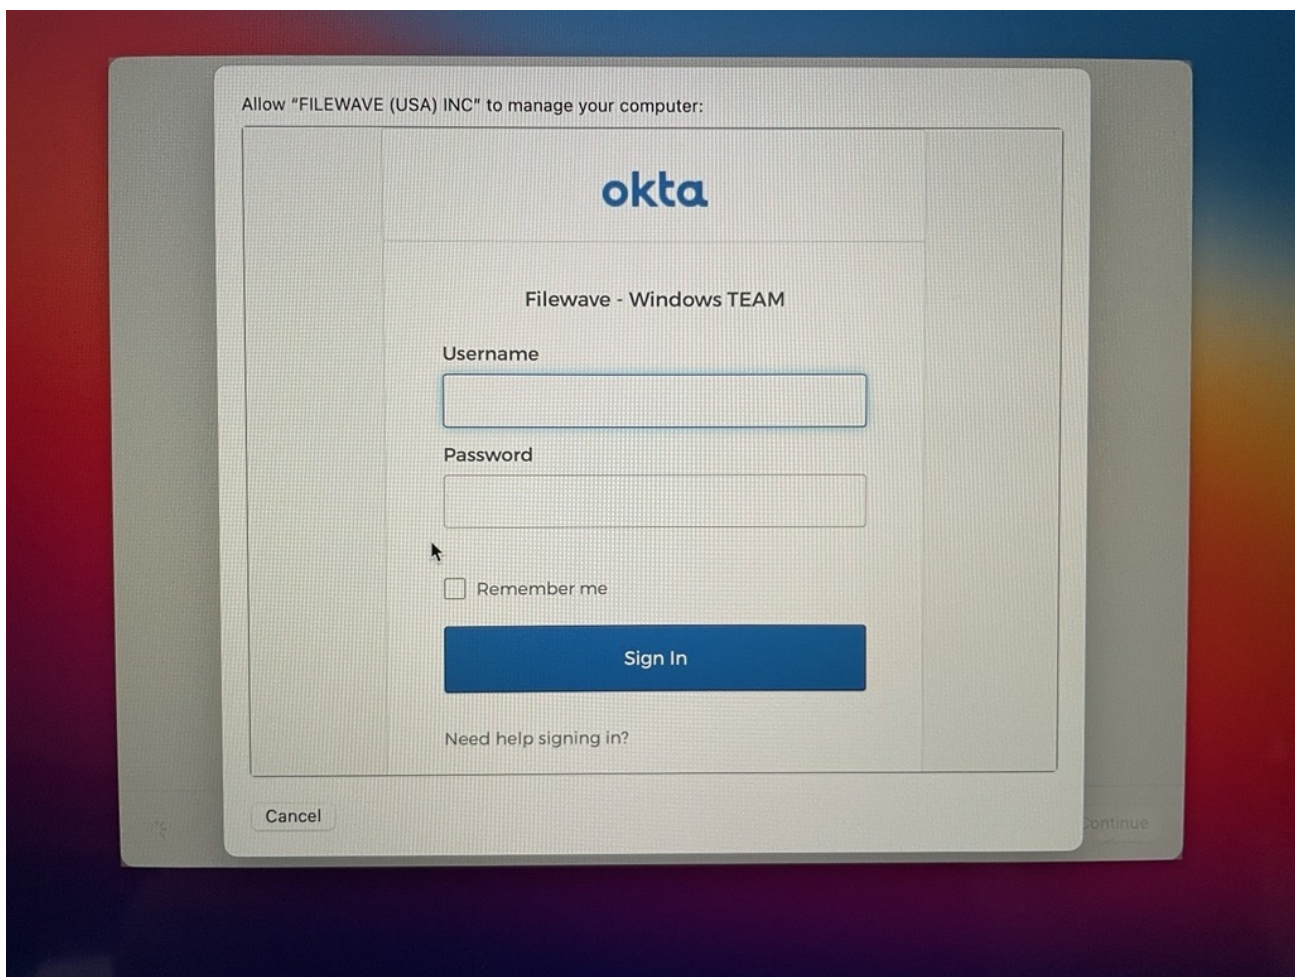 Allow "FILEWAVE (USA) INC" to manage your computer:
okta
Filewave - Windows TEAM
Username
Password
Remember me
Sign In
Need help signing in?
Cancel
Continue